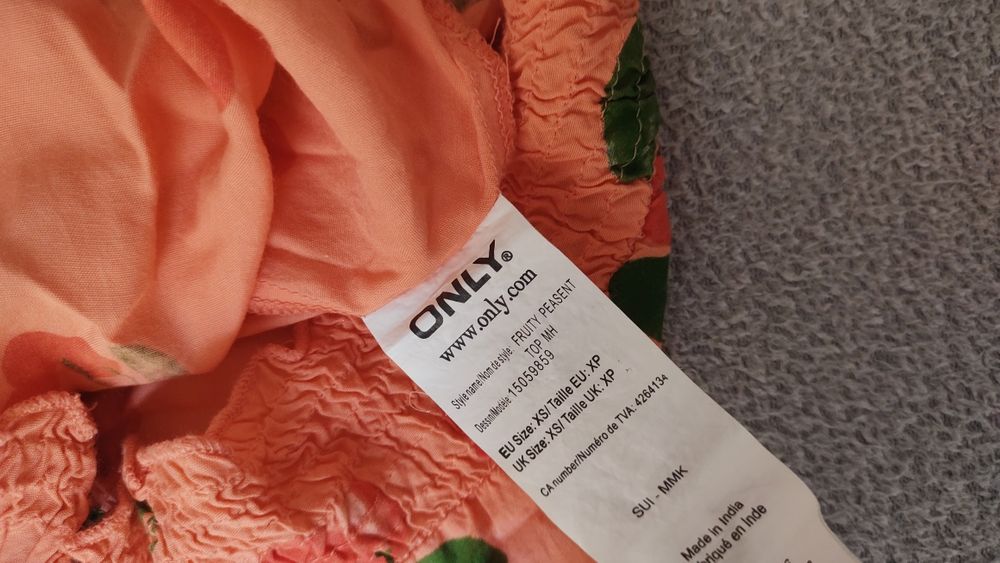 ONLY®
www.only.com
Style name/Nom de style: FRUITY PEASENT
TOP MH
Dessin/Modèle: 15059859
EU Size: XS/ Taille EU: XP
UK Size: XS/ Taille UK: XP
CA number/Numéro de TVA: 4264134
SUI - MMK
Made in India
riqué en Inde